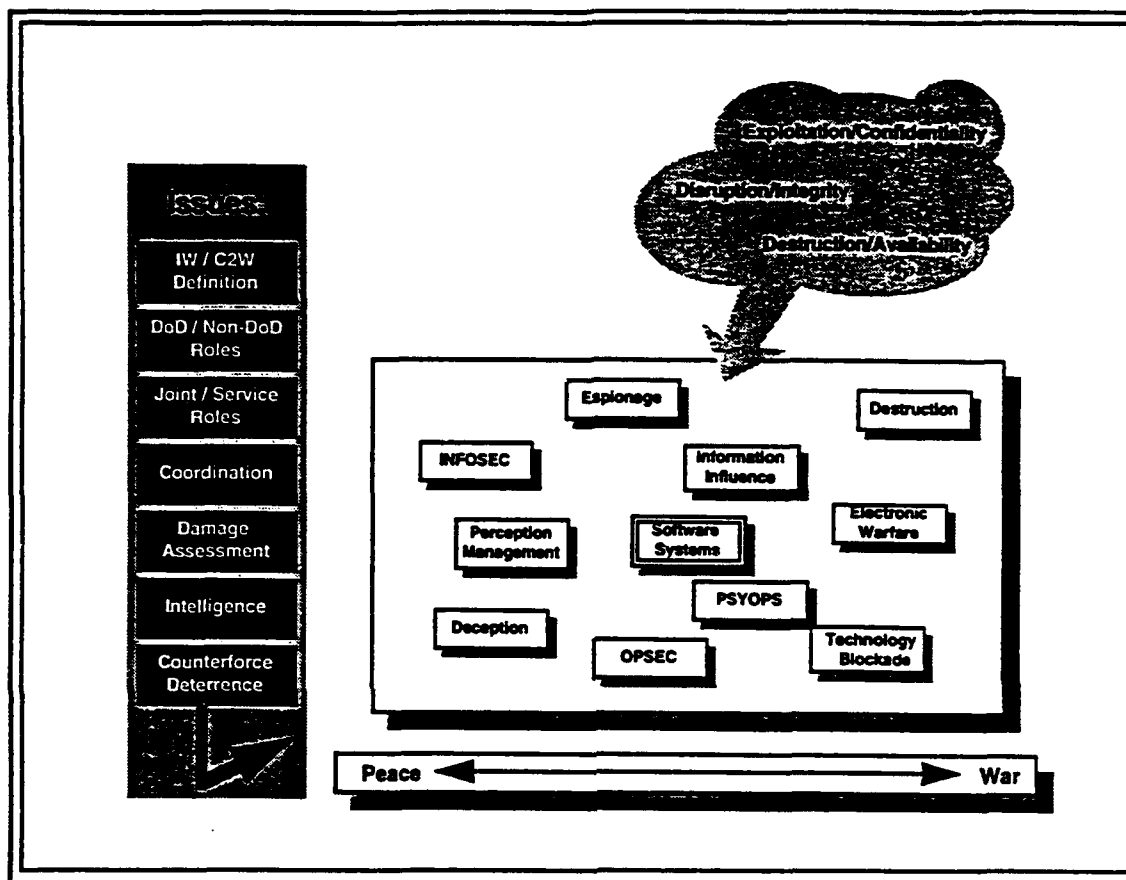 Issues:
IW / C2W
Definition
DoD / Non-DoD
Roles
Joint / Service
Roles
Coordination
Damage
Assessment
Intelligence
Counterforce
Deterrence
Exploitation/Confidentiality
Disruption/Integrity
Destruction/Availability
Espionage
Destruction
INFOSEC
Information
Influence
Electronic
Warfare
Perception
Management
Software
Systems
PSYOPS
Deception
OPSEC
Technology
Blockade
Peace
War